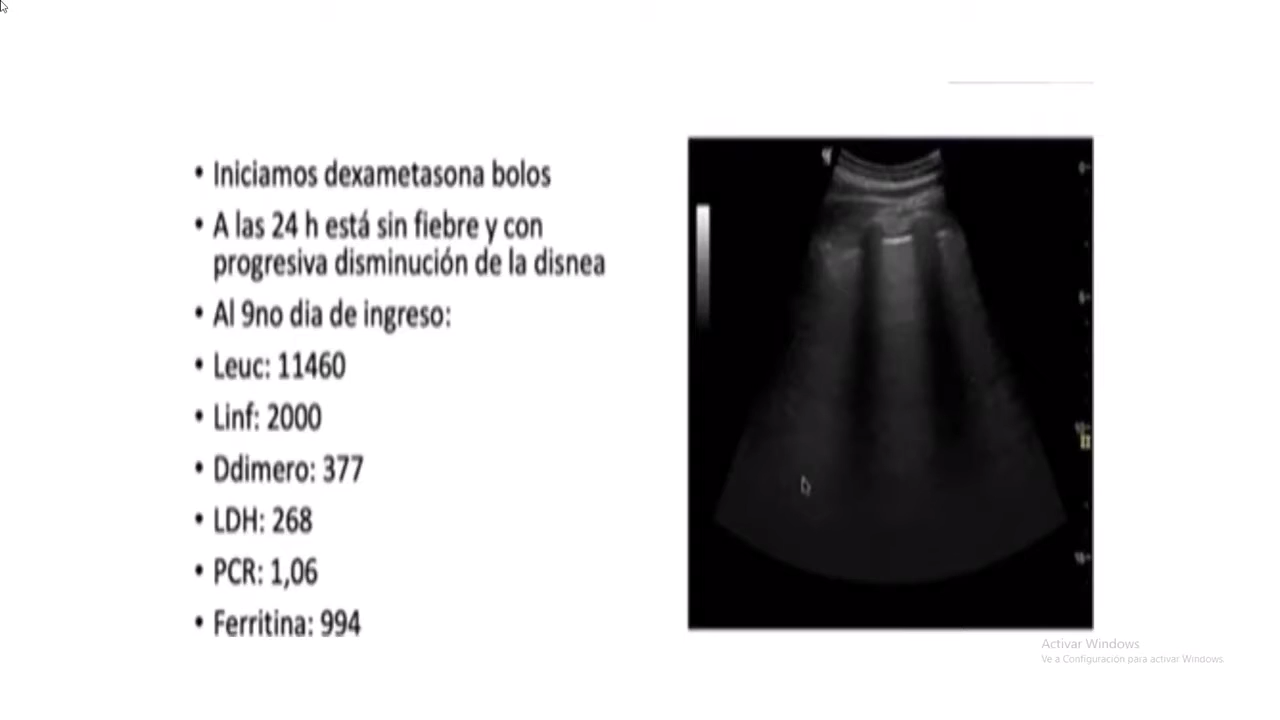 • Iniciamos dexametasona bolos
• A las 24 h está sin fiebre y con
progresiva disminución de la disnea
• Al 9no dia de ingreso:
• Leuc: 11460
• Linf: 2000
• Ddimero: 377
• LDH: 268
• PCR: 1,06
• Ferritina: 994
Activar Windows
Ve a Configuración para activar Windows.